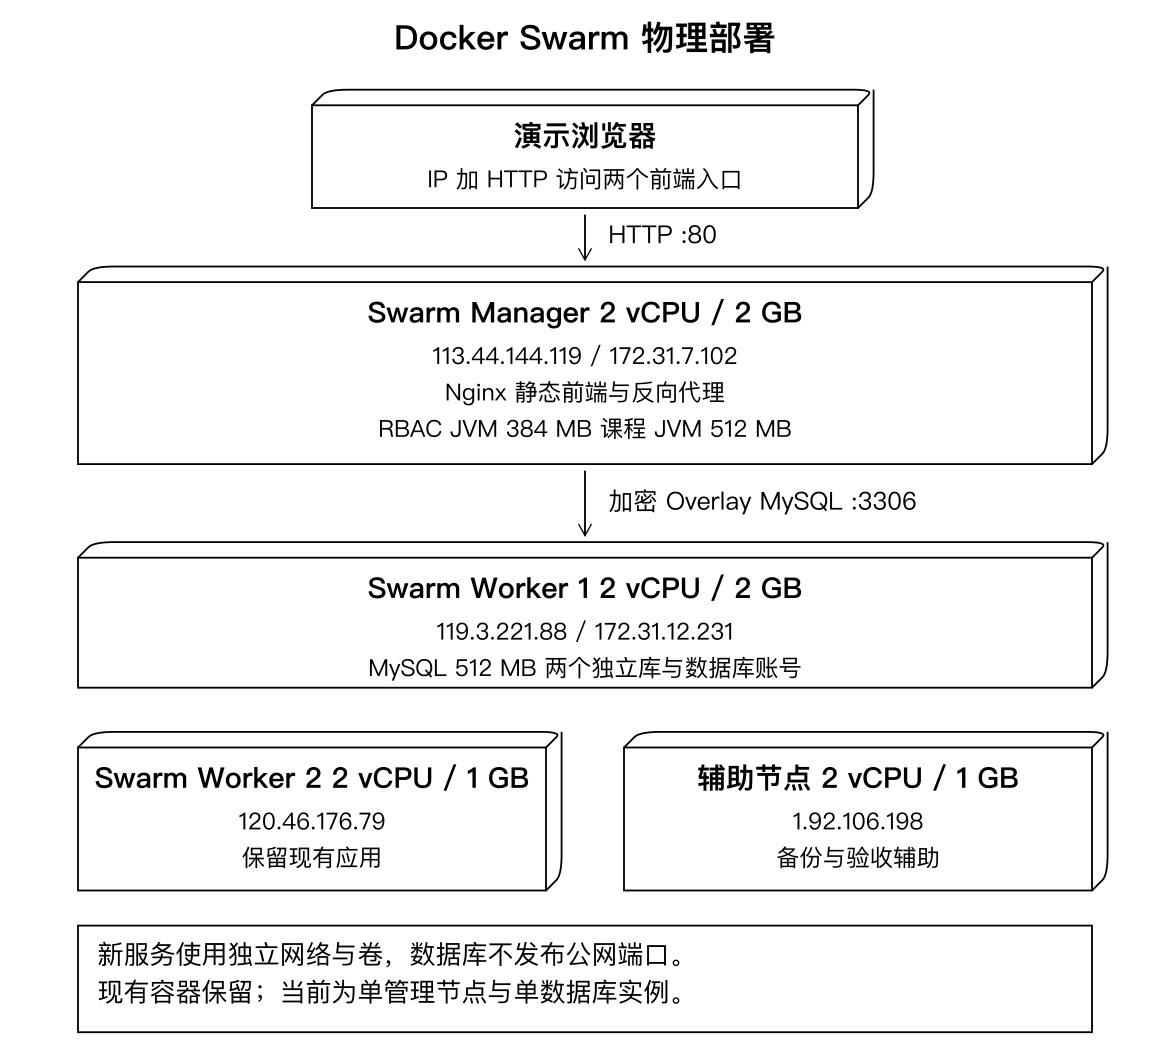 Docker Swarm 物理部署
演示浏览器
IP 加 HTTP 访问两个前端入口
HTTP :80
Swarm Manager 2 vCPU / 2 GB
113.44.144.119 / 172.31.7.102
Nginx 静态前端与反向代理
RBAC JVM 384 MB 课程 JVM 512 MB
加密 Overlay MySQL :3306
Swarm Worker 1 2 vCPU / 2 GB
119.3.221.88 / 172.31.12.231
MySQL 512 MB 两个独立库与数据库账号
Swarm Worker 2 2 vCPU / 1 GB
120.46.176.79
保留现有应用
辅助节点 2 vCPU / 1 GB
1.92.106.198
备份与验收辅助
新服务使用独立网络与卷，数据库不发布公网端口。
现有容器保留；当前为单管理节点与单数据库实例。